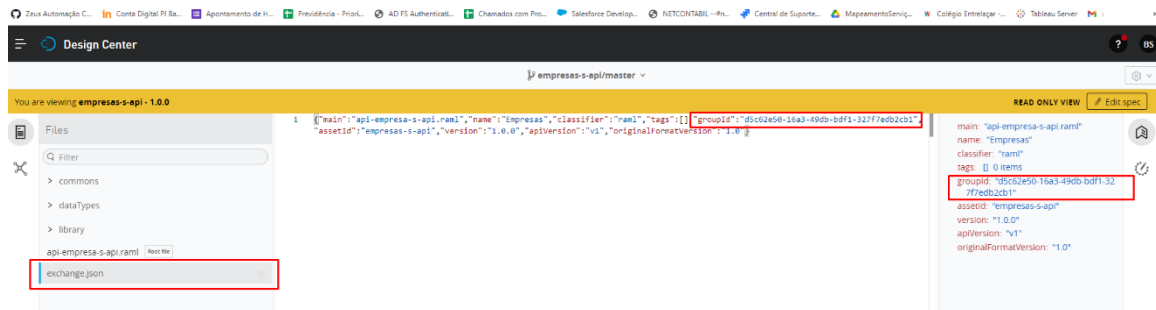 Zeus Automação C... Conta Digital PJ Ba... Apontamento de H... Previdência - Priori... AD FS Authenticati... Chamados com Pro... Salesforce Develop... NETCONTABIL --#n... Central de Suporte... MapeamentoServiç... Colégio Entrelaçar -... Tableau Server
Design Center ? BS
empresas-s-api/master
You are viewing empresas-s-api - 1.0.0 READ ONLY VIEW Edit spec
Files
Filter
> commons
> dataTypes
> library
api-empresa-s-api.raml Root file
exchange.json
1 {"main":"api-empresa-s-api.raml","name":"Empresas","classifier":"raml","tags":[],"groupId":"d5c62e50-16a3-49db-bdf1-327f7edb2cb1",
"assetId":"empresas-s-api","version":"1.0.0","apiVersion":"v1","originalFormatVersion":"1.0"}
main: "api-empresa-s-api.raml"
name: "Empresas"
classifier: "raml"
tags: [] 0 items
groupId: "d5c62e50-16a3-49db-bdf1-32
7f7edb2cb1"
assetId: "empresas-s-api"
version: "1.0.0"
apiVersion: "v1"
originalFormatVersion: "1.0"